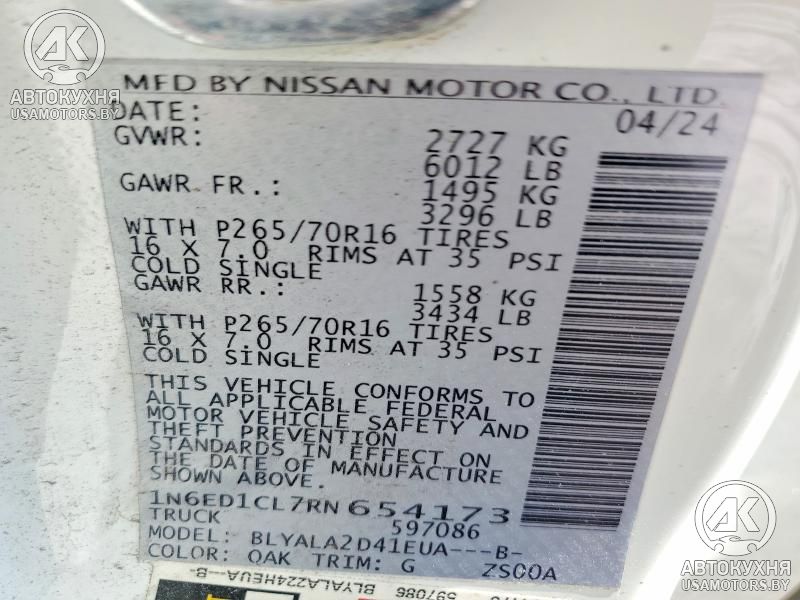 АК
АВТОКУХНЯ
USAMOTORS.BY
MFD BY NISSAN MOTOR CO., LTD.
DATE: 04/24
GVWR: 2727 KG
6012 LB
GAWR FR.: 1495 KG
3296 LB
WITH P265/70R16 TIRES
16 X 7.0 RIMS AT 35 PSI
COLD SINGLE
GAWR RR.: 1558 KG
3434 LB
WITH P265/70R16 TIRES
16 X 7.0 RIMS AT 35 PSI
COLD SINGLE
THIS VEHICLE CONFORMS TO
ALL APPLICABLE FEDERAL
MOTOR VEHICLE SAFETY AND
THEFT PREVENTION
STANDARDS IN EFFECT ON
THE DATE OF MANUFACTURE
SHOWN ABOVE.
1N6ED1CL7RN654173
TRUCK 597086
MODEL: BLYALA2D41EUA---B-
COLOR: QAK TRIM: G ZS00A
BLYALA224HEUA--B-
597086
АК
АВТОКУХНЯ
USAMOTORS.BY